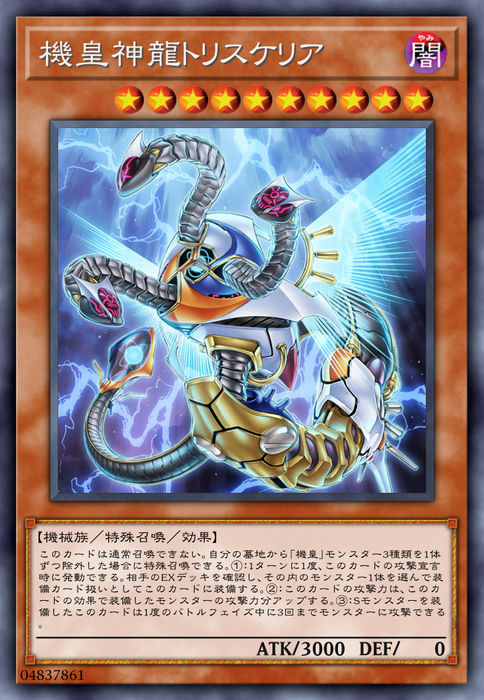 機皇神龍トリスケリア
やみ
闇
【機械族／特殊召喚／効果】
このカードは通常召喚できない。自分の墓地から「機皇」モンスター3種類を1体
ずつ除外した場合に特殊召喚できる。①：1ターンに1度、このカードの攻撃宣言
時に発動できる。相手のEXデッキを確認し、その内のモンスター1体を選んで装
備カード扱いとしてこのカードに装備する。②：このカードの攻撃力は、このカー
ドの効果で装備したモンスターの攻撃力分アップする。③：Sモンスターを装備
したこのカードは1度のバトルフェイズ中に3回までモンスターに攻撃できる
。
ATK/3000 DEF/ 0
04837861